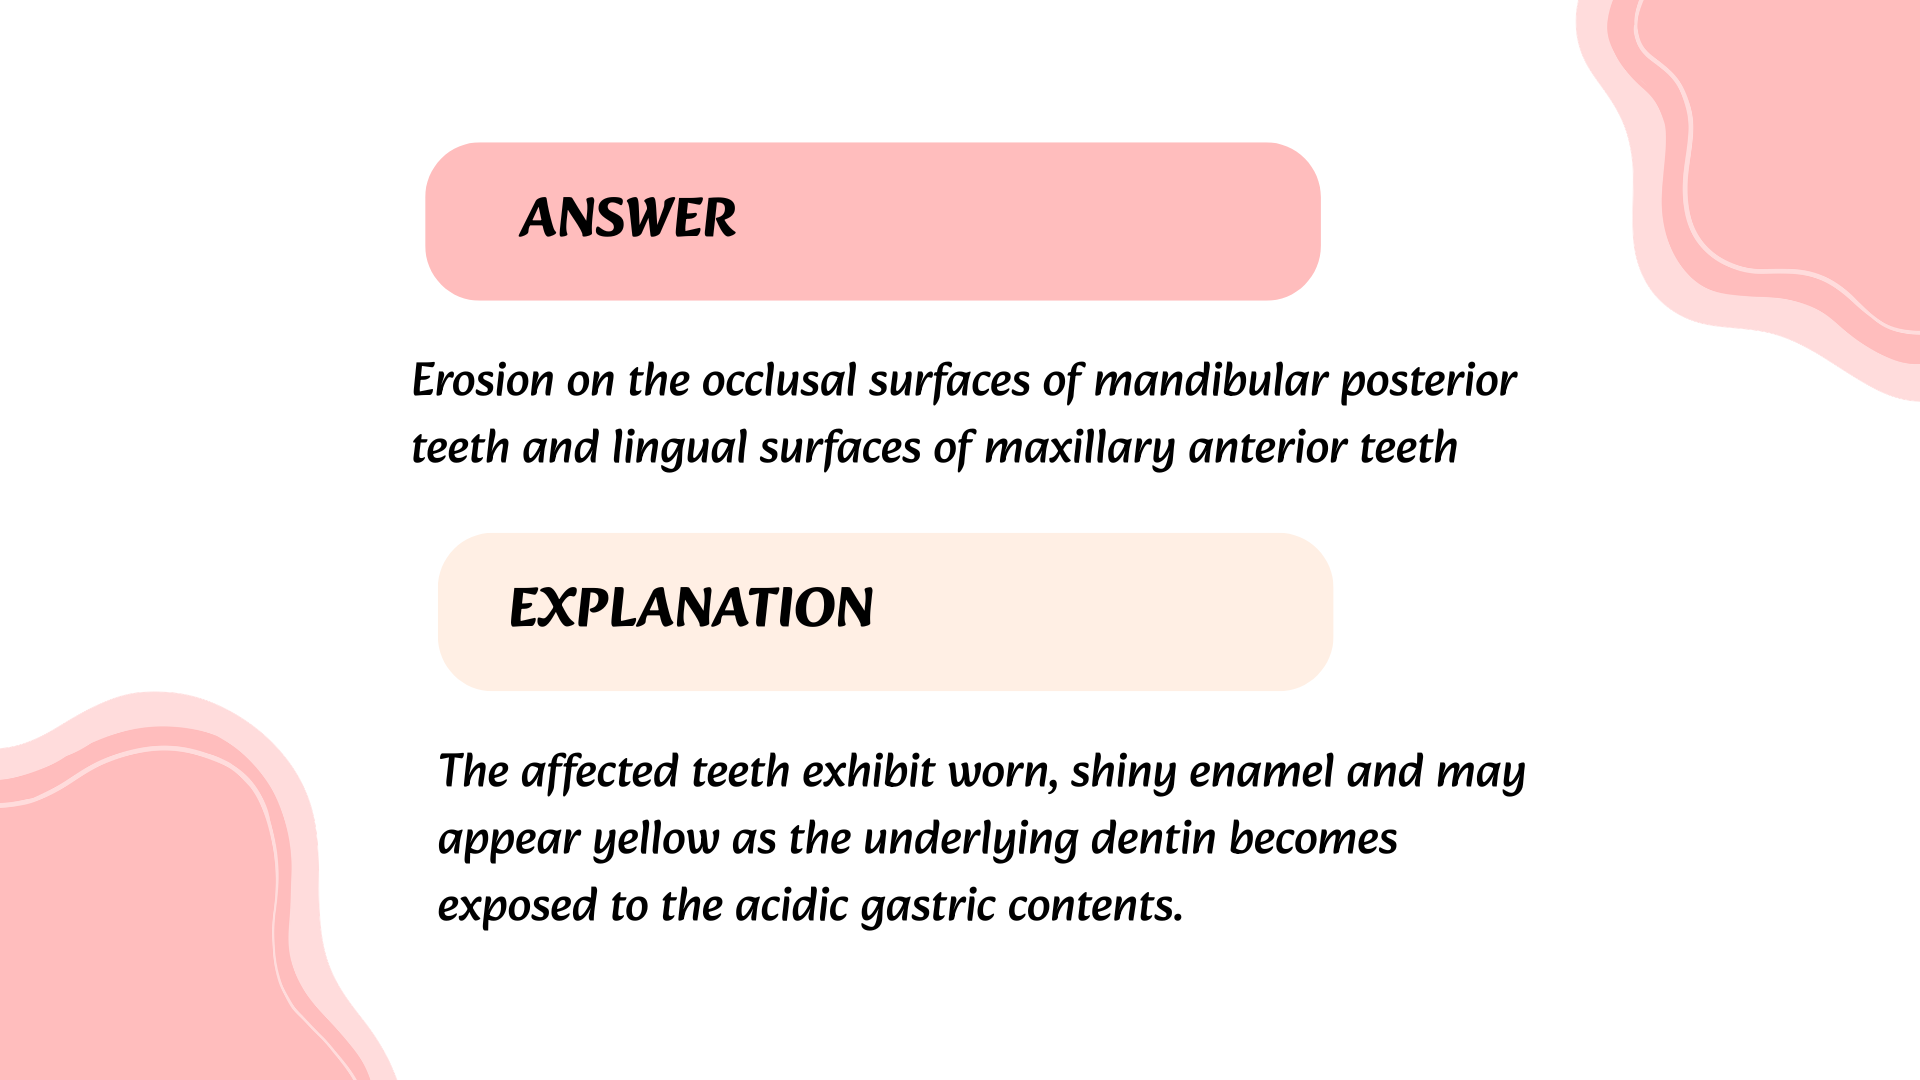 ANSWER
Erosion on the occlusal surfaces of mandibular posterior
teeth and lingual surfaces of maxillary anterior teeth
EXPLANATION
The affected teeth exhibit worn, shiny enamel and may
appear yellow as the underlying dentin becomes
exposed to the acidic gastric contents.